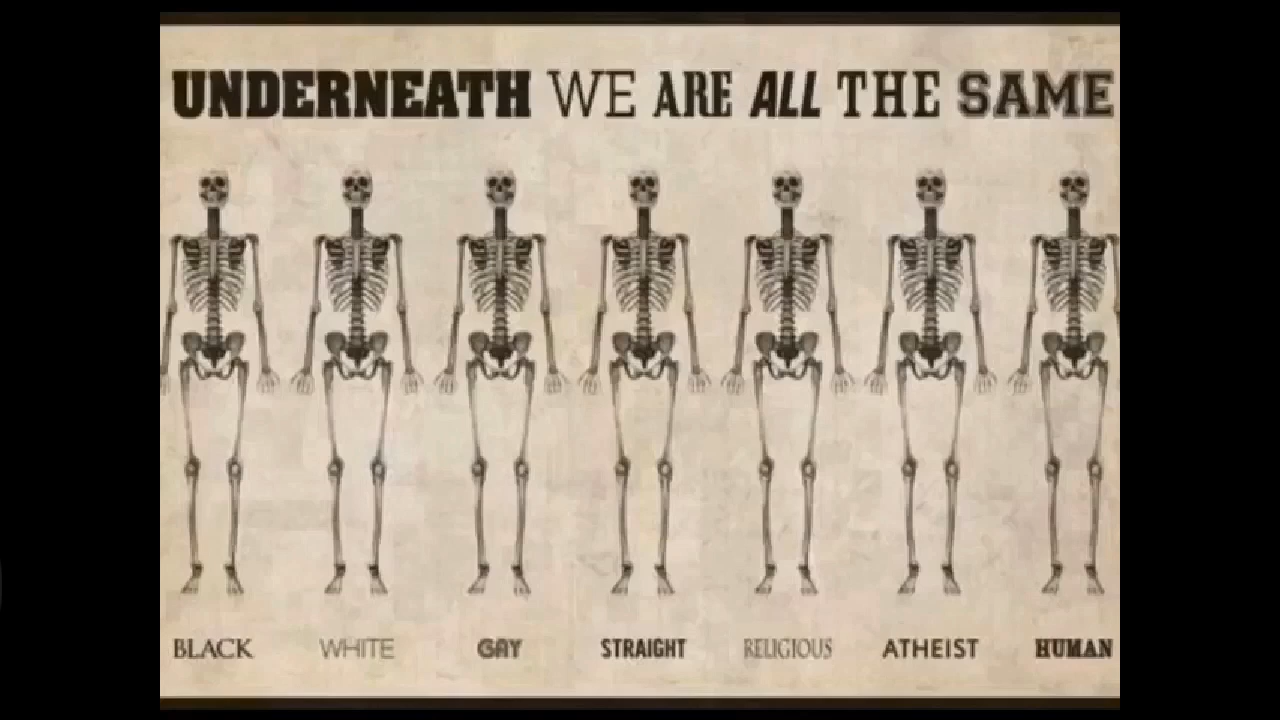 UNDERNEATH WE ARE ALL THE SAME
BLACK WHITE GAY STRAIGHT RELIGIOUS ATHEIST HUMAN